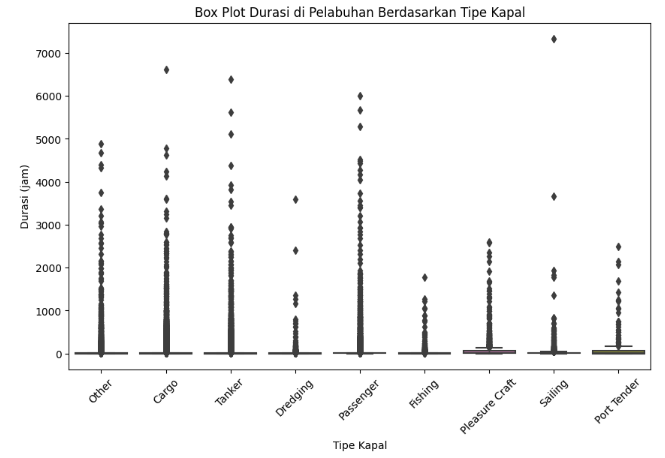 Box Plot Durasi di Pelabuhan Berdasarkan Tipe Kapal
7000
6000
5000
4000
3000
2000
1000
0
Durasi (jam)
Other
Cargo
Tanker
Dredging
Passenger
Fishing
Pleasure Craft
Sailing
Port Tender
Tipe Kapal